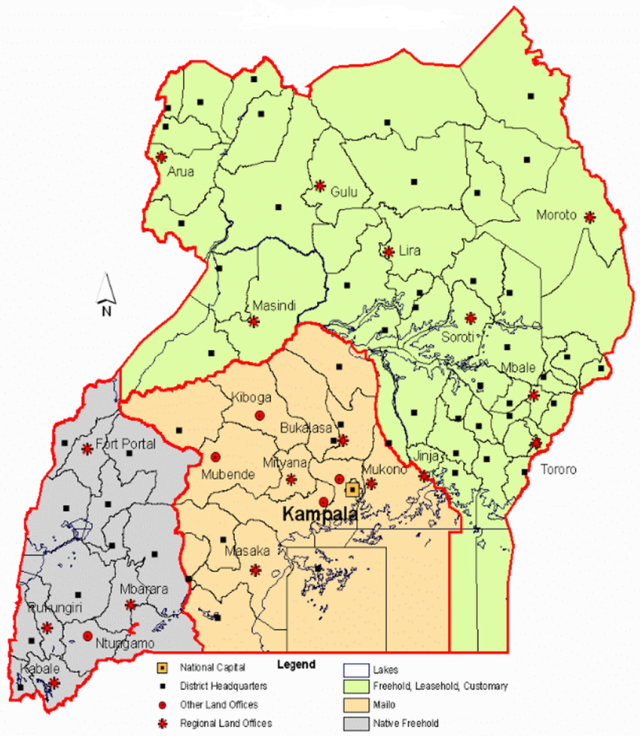 Arua
Gulu
Moroto
Lira
N
Masindi
Soroti
Mbale
Kiboga
Bukalasa
Fort Portal
Jinja
Mityana
Mukono
Tororo
Mubende
Kampala
Masaka
Mbarara
Rukungiri
Ntungamo
Kabale
Legend
National Capital
Lakes
District Headquarters
Freehold, Leasehold, Customary
Other Land Offices
Mailo
Regional Land Offices
Native Freehold